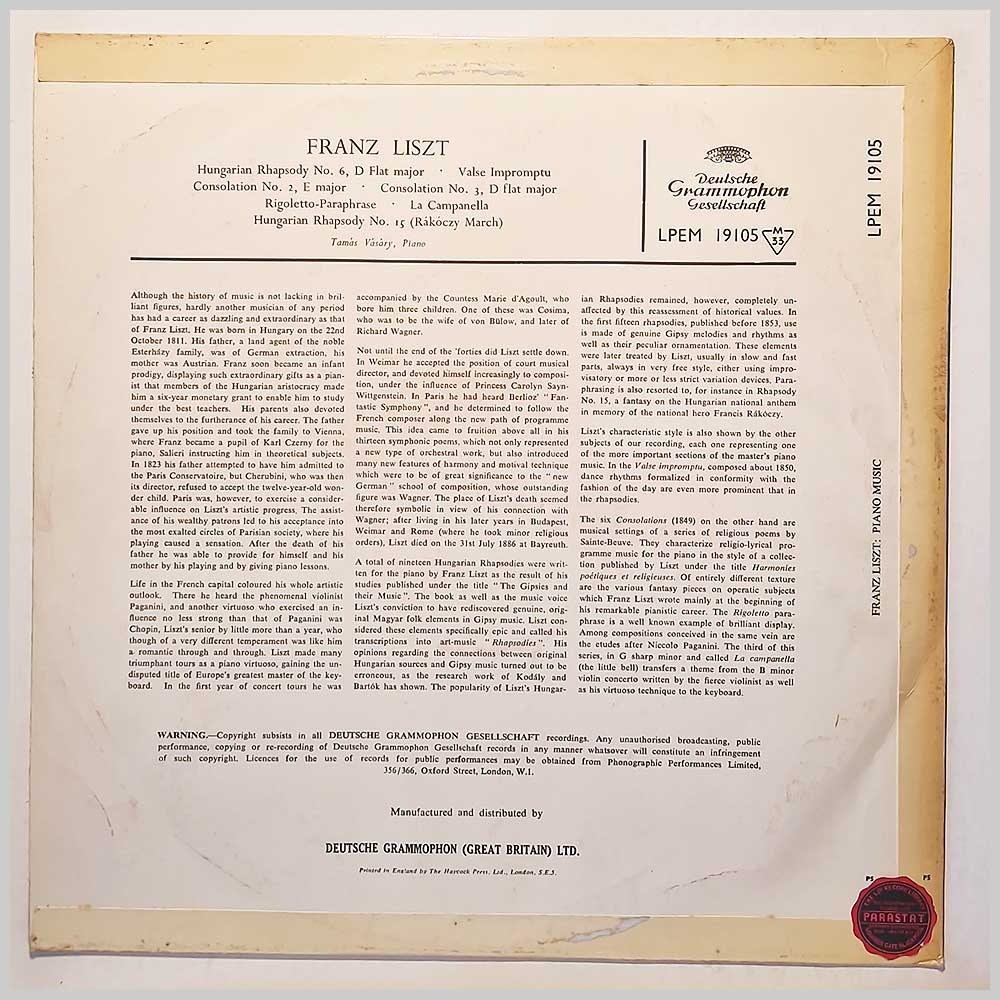 FRANZ LISZT
Hungarian Rhapsody No. 6, D Flat major · Valse Impromptu
Consolation No. 2, E major · Consolation No. 3, D flat major
Rigoletto-Paraphrase · La Campanella
Hungarian Rhapsody No. 15 (Rákóczy March)
Tamás Vásáry, Piano
Deutsche
Grammophon
Gesellschaft
LPEM 19105
M
33
LPEM 19105
FRANZ LISZT: PIANO MUSIC
Although the history of music is not lacking in bril-
liant figures, hardly another musician of any period
has had a career as dazzling and extraordinary as that
of Franz Liszt. He was born in Hungary on the 22nd
October 1811. His father, a land agent of the noble
Esterházy family, was of German extraction, his
mother was Austrian. Franz soon became an infant
prodigy, displaying such extraordinary gifts as a pian-
ist that members of the Hungarian aristocracy made
him a six-year monetary grant to enable him to study
under the best teachers. His parents also devoted
themselves to the furtherance of his career. The father
gave up his position and took the family to Vienna,
where Franz became a pupil of Karl Czerny for the
piano, Salieri instructing him in theoretical subjects.
In 1823 his father attempted to have him admitted to
the Paris Conservatoire, but Cherubini, who was then
its director, refused to accept the twelve-year-old won-
der child. Paris was, however, to exercise a consider-
able influence on Liszt's artistic progress. The assist-
ance of his wealthy patrons led to his acceptance into
the most exalted circles of Parisian society, where his
playing caused a sensation. After the death of his
father he was able to provide for himself and his
mother by his playing and by giving piano lessons.
Life in the French capital coloured his whole artistic
outlook. There he heard the phenomenal violinist
Paganini, and another virtuoso who exercised an in-
fluence no less strong than that of Paganini was
Chopin, Liszt's senior by little more than a year, who
though of a very different temperament was like him
a romantic through and through. Liszt made many
triumphant tours as a piano virtuoso, gaining the un-
disputed title of Europe's greatest master of the key-
board. In the first year of concert tours he was
accompanied by the Countess Marie d'Agoult, who
bore him three children. One of these was Cosima,
who was to be the wife of von Bülow, and later of
Richard Wagner.
Not until the end of the 'forties did Liszt settle down.
In Weimar he accepted the position of court musical
director, and devoted himself increasingly to composi-
tion, under the influence of Princess Carolyn Sayn-
Wittgenstein. In Paris he had heard Berlioz' "Fan-
tastic Symphony", and he determined to follow the
French composer along the new path of programme
music. This idea came to fruition above all in his
thirteen symphonic poems, which not only represented
a new type of orchestral work, but also introduced
many new features of harmony and motival technique
which were to be of great significance to the "new
German" school of composition, whose outstanding
figure was Wagner. The place of Liszt's death seemed
therefore symbolic in view of his connection with
Wagner; after living in his later years in Budapest,
Weimar and Rome (where he took minor religious
orders), Liszt died on the 31st July 1886 at Bayreuth.
A total of nineteen Hungarian Rhapsodies were writ-
ten for the piano by Franz Liszt as the result of his
studies published under the title "The Gipsies and
their Music". The book as well as the music voice
Liszt's conviction to have rediscovered genuine, orig-
inal Magyar folk elements in Gipsy music. Liszt con-
sidered these elements specifically epic and called his
transcriptions into art-music "Rhapsodies". His
opinions regarding the connections between original
Hungarian sources and Gipsy music turned out to be
erroneous, as the research work of Kodály and
Bartók has shown. The popularity of Liszt's Hungar-
ian Rhapsodies remained, however, completely un-
affected by this reassessment of historical values. In
the first fifteen rhapsodies, published before 1853, use
is made of genuine Gipsy melodies and rhythms as
well as their peculiar ornamentation. These elements
were later treated by Liszt, usually in slow and fast
parts, always in very free style, either using impro-
visatory or more or less strict variation devices. Para-
phrasing is also resorted to, for instance in Rhapsody
No. 15, a fantasy on the Hungarian national anthem
in memory of the national hero Francis Rákóczy.
Liszt's characteristic style is also shown by the other
subjects of our recording, each one representing one
of the more important sections of the master's piano
music. In the Valse impromptu, composed about 1850,
dance rhythms formalized in conformity with the
fashion of the day are even more prominent that in
the rhapsodies.
The six Consolations (1849) on the other hand are
musical settings of a series of religious poems by
Sainte-Beuve. They characterize religio-lyrical pro-
gramme music for the piano in the style of a collec-
tion published by Liszt under the title Harmonies
poétiques et religieuses. Of entirely different texture
are the various fantasy pieces on operatic subjects
which Franz Liszt wrote mainly at the beginning of
his remarkable pianistic career. The Rigoletto para-
phrase is a well known example of brilliant display.
Among compositions conceived in the same vein are
the etudes after Niccolo Paganini. The third of this
series, in G sharp minor and called La campanella
(the little bell) transfers a theme from the B minor
violin concerto written by the fierce violinist as well
as his virtuoso technique to the keyboard.
WARNING.—Copyright subsists in all DEUTSCHE GRAMMOPHON GESELLSCHAFT recordings. Any unauthorised broadcasting, public
performance, copying or re-recording of Deutsche Grammophon Gesellschaft records in any manner whatsover will constitute an infringement
of such copyright. Licences for the use of records for public performances may be obtained from Phonographic Performances Limited,
356/366, Oxford Street, London, W.1.
Manufactured and distributed by
DEUTSCHE GRAMMOPHON (GREAT BRITAIN) LTD.
Printed in England by The Haycock Press, Ltd., London, S.E.5.
PS PS
PARASTAT